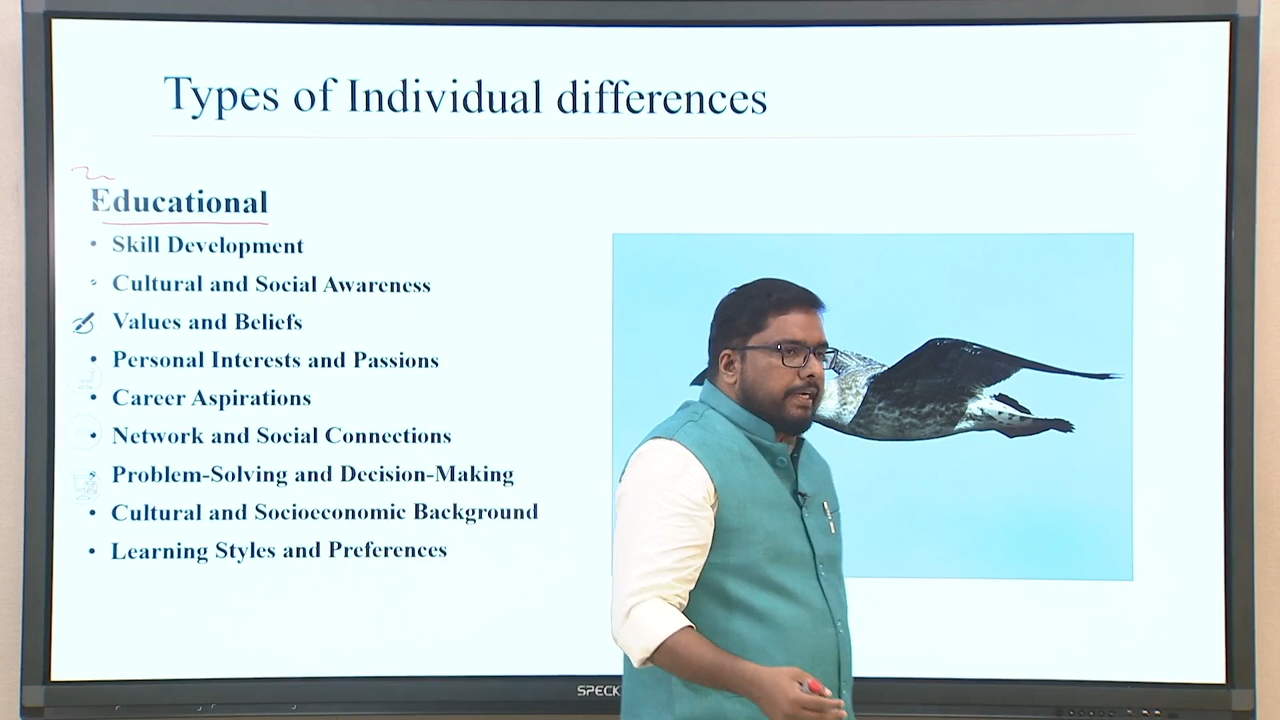 Types of Individual differences
Educational
• Skill Development
• Cultural and Social Awareness
Values and Beliefs
• Personal Interests and Passions
• Career Aspirations
• Network and Social Connections
Problem-Solving and Decision-Making
• Cultural and Socioeconomic Background
• Learning Styles and Preferences
SPECK